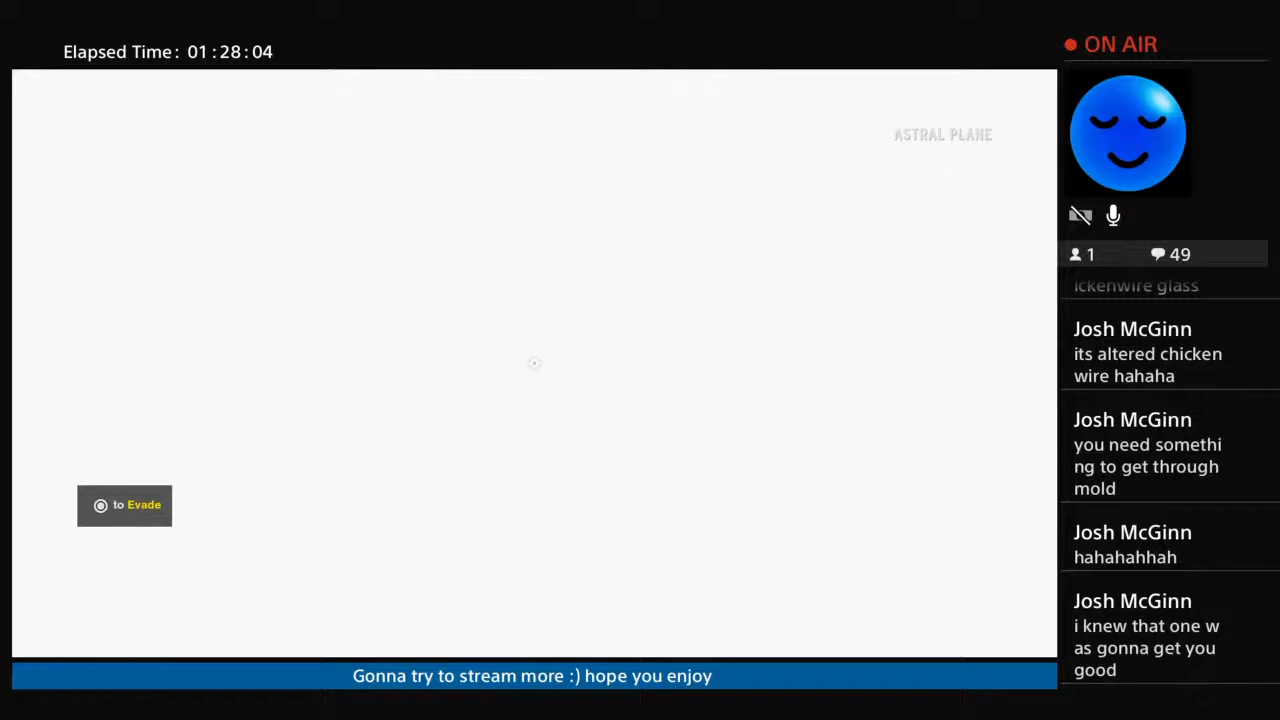 Elapsed Time: 01:28:04
ON AIR
ASTRAL PLANE
1 49
ickenwire glass
Josh McGinn
its altered chicken
wire hahaha
Josh McGinn
you need somethi
ng to get through
mold
to Evade
Josh McGinn
hahahahhah
Josh McGinn
i knew that one w
as gonna get you
good
Gonna try to stream more :) hope you enjoy